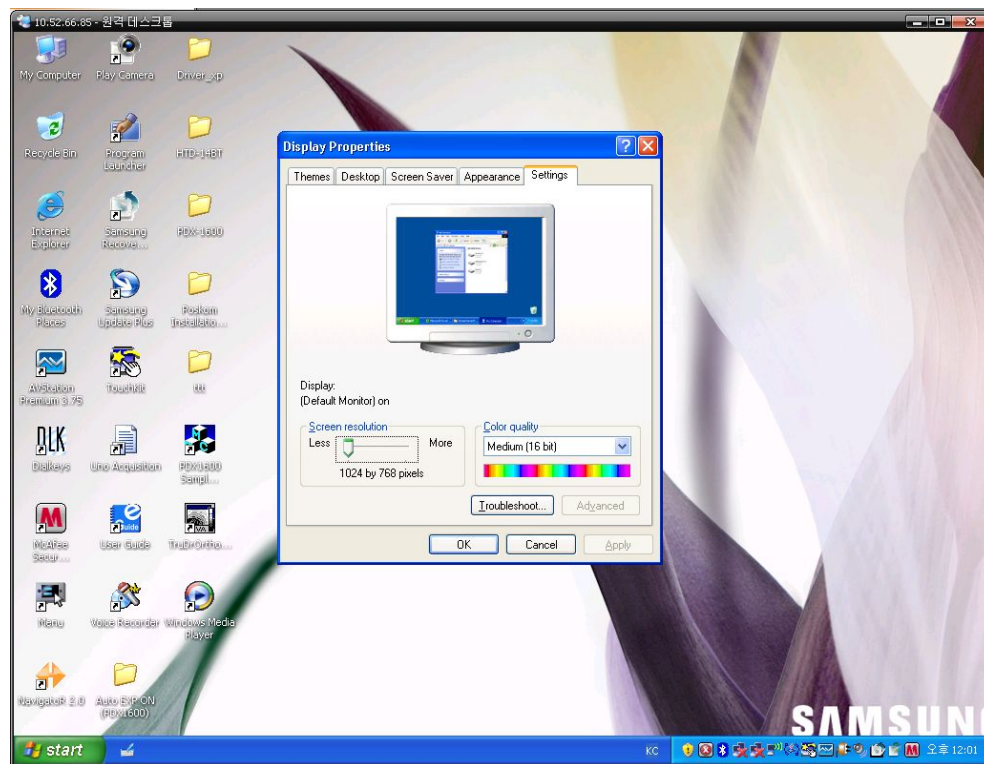 10.52.66.85 - 원격 데스크톱
My Computer
Play Camera
Driver_xp
Recycle Bin
Program
Launcher
HTD-14BT
Internet
Explorer
Samsung
Recove...
PDX-1600
My Bluetooth
Places
Samsung
Update Plus
Postkom
Installatio...
AVStation
Premium 3.75
TouchKit
Dialkeys
Uno Acquisition
PDX1600
Sampl...
McAfee
Secur...
User Guide
Menu
Voice Recorder
Windows Media
Player
Navigator 2.0
Auto EXP ON
(PDX1600)
Display Properties
Themes
Desktop
Screen Saver
Appearance
Settings
Display:
(Default Monitor) on
Screen resolution
Less
More
1024 by 768 pixels
Color quality
Medium (16 bit)
Troubleshoot...
Advanced
OK
Cancel
Apply
SAMSUN
start
KC
오후 12:01